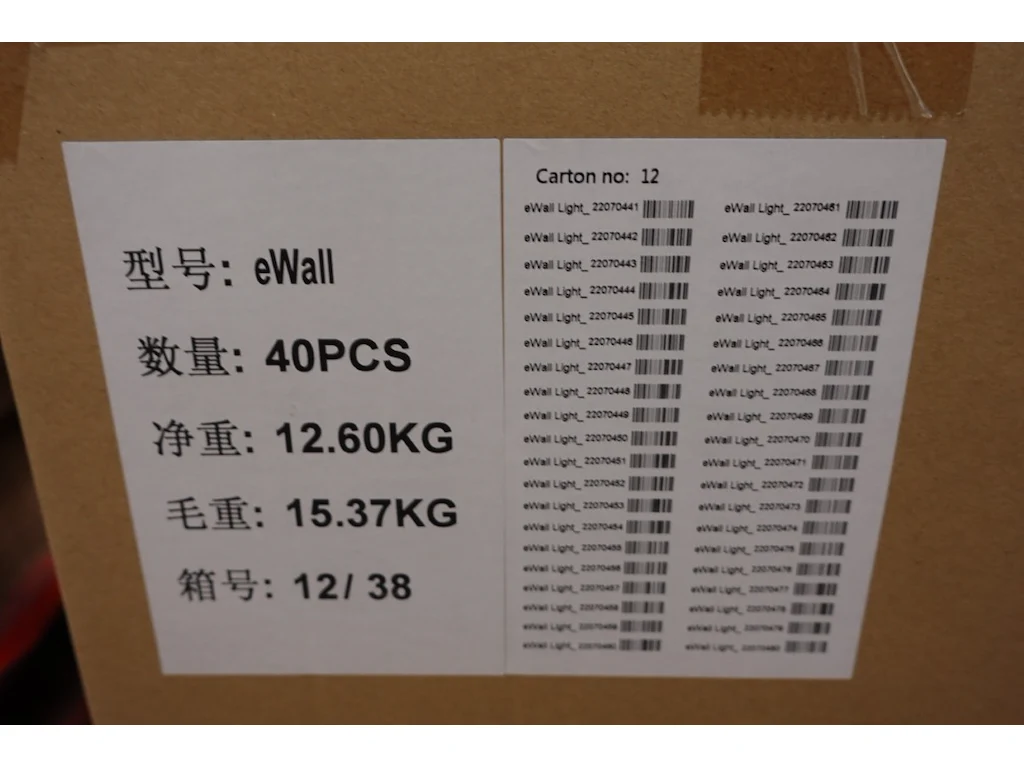 型号: eWall
数量: 40PCS
净重: 12.60KG
毛重: 15.37KG
箱号: 12/ 38
Carton no: 12
eWall Light_ 22070441
eWall Light_ 22070442
eWall Light_ 22070443
eWall Light_ 22070444
eWall Light_ 22070445
eWall Light_ 22070446
eWall Light_ 22070447
eWall Light_ 22070448
eWall Light_ 22070449
eWall Light_ 22070450
eWall Light_ 22070451
eWall Light_ 22070452
eWall Light_ 22070453
eWall Light_ 22070454
eWall Light_ 22070455
eWall Light_ 22070456
eWall Light_ 22070457
eWall Light_ 22070458
eWall Light_ 22070459
eWall Light_ 22070460
eWall Light_ 22070461
eWall Light_ 22070462
eWall Light_ 22070463
eWall Light_ 22070464
eWall Light_ 22070465
eWall Light_ 22070466
eWall Light_ 22070467
eWall Light_ 22070468
eWall Light_ 22070469
eWall Light_ 22070470
eWall Light_ 22070471
eWall Light_ 22070472
eWall Light_ 22070473
eWall Light_ 22070474
eWall Light_ 22070475
eWall Light_ 22070476
eWall Light_ 22070477
eWall Light_ 22070478
eWall Light_ 22070479
eWall Light_ 22070480